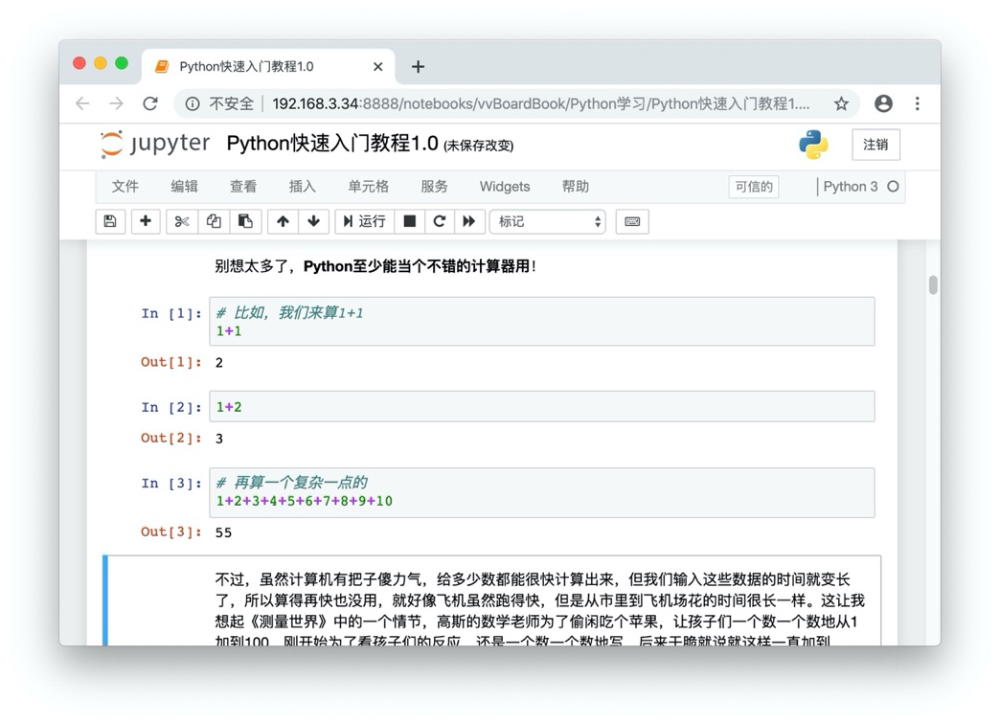 Python快速入门教程1.0
不安全 | 192.168.3.34:8888/notebooks/vvBoardBook/Python学习/Python快速入门教程1....
jupyter Python快速入门教程1.0 (未保存改变) 注销
文件 编辑 查看 插入 单元格 服务 Widgets 帮助 可信的 Python 3
运行 标记
别想太多了，Python至少能当个不错的计算器用！
In [1]: # 比如，我们来算1+1
1+1
Out[1]: 2
In [2]: 1+2
Out[2]: 3
In [3]: # 再算一个复杂一点的
1+2+3+4+5+6+7+8+9+10
Out[3]: 55
不过，虽然计算机有把子傻力气，给多少数都能很快计算出来，但我们输入这些数据的时间就变长
了，所以算得再快也没用，就好像飞机虽然跑得快，但是从市里到飞机场花的时间很长一样。这让我
想起《测量世界》中的一个情节，高斯的数学老师为了偷闲吃个苹果，让孩子们一个数一个数地从1
加到100，刚开始为了看孩子们的反应，还是一个数一个数地写，后来干脆就说就这样一直加到